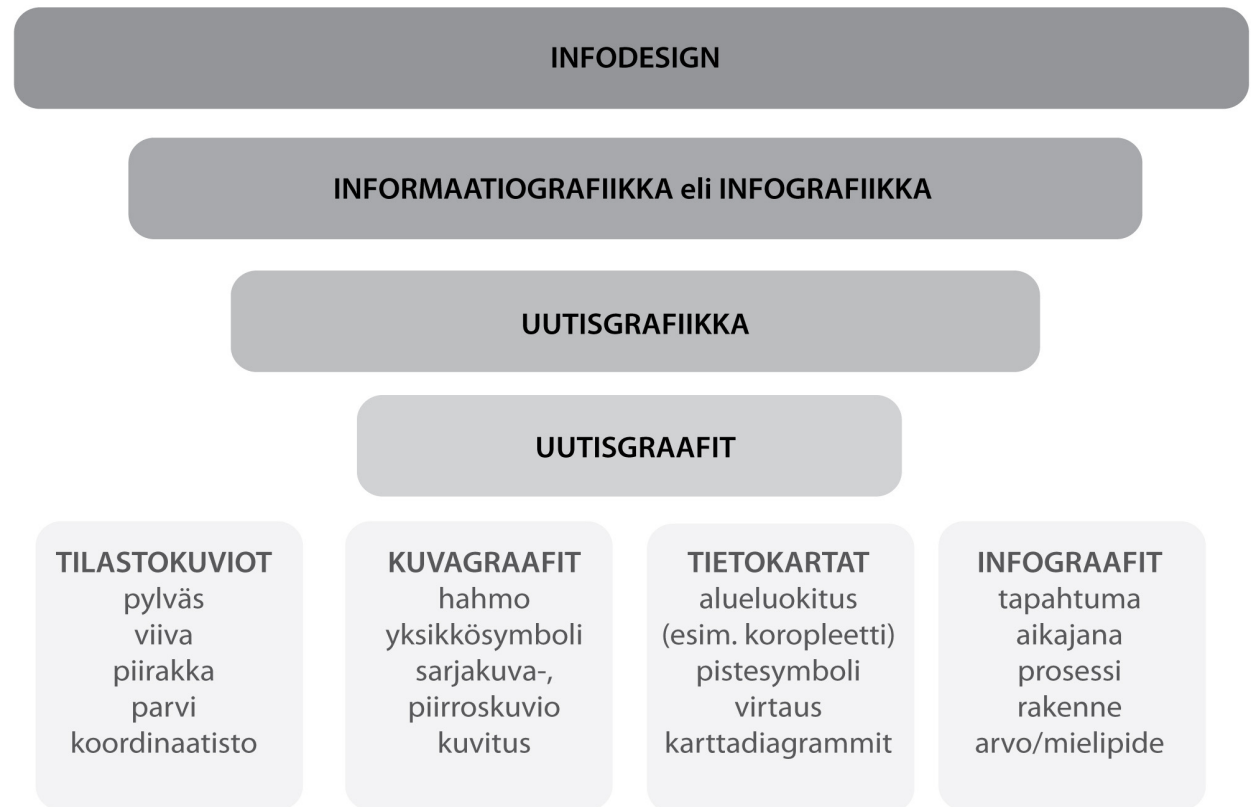 INFODESIGN
INFORMAATIOGRAFIIKKA eli INFOGRAFIIKKA
UUTISGRAFIIKKA
UUTISGRAAFIT
TILASTOKUVIOT
pylväs
viiva
piirakka
parvi
koordinaatisto
KUVAGRAAFIT
hahmo
yksikkösymboli
sarjakuva-,
piirroskuvio
kuvitus
TIETOKARTAT
alueluokitus
(esim. koropleetti)
pistesymboli
virtaus
karttadiagrammit
INFOGRAAFIT
tapahtuma
aikajana
prosessi
rakenne
arvo/mielipide